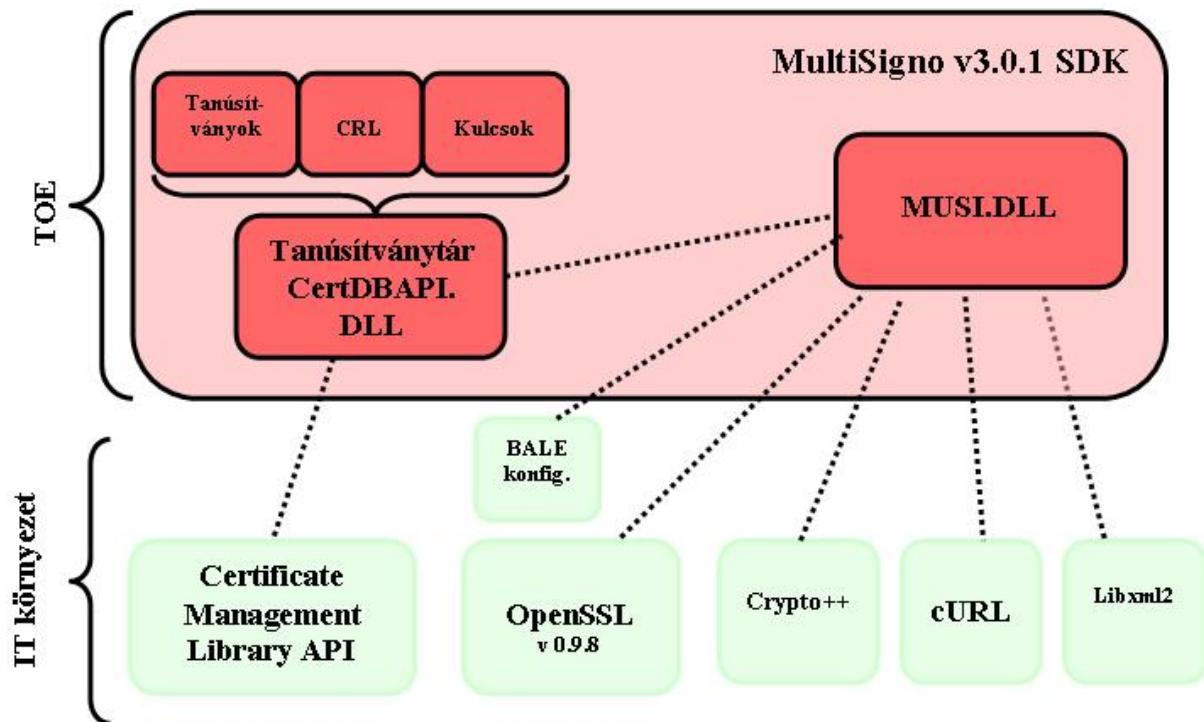 MultiSigno v3.0.1 SDK
Tanúsít-
ványok
CRL
Kulcsok
MUSI.DLL
TOE
Tanúsítványtár
CertDBAPI.
DLL
BALE
konfig.
IT környezet
Certificate
Management
Library API
OpenSSL
v 0.9.8
Crypto++
cURL
Libxml2